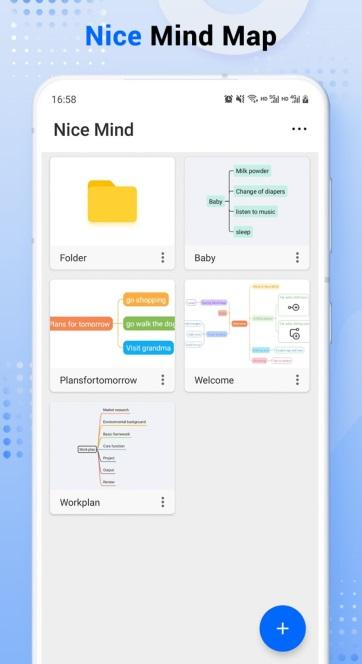 Nice Mind Map
16:58
Nice Mind
Folder
Milk powder
Change of diapers
Baby
listen to music
sleep
Baby
go shopping
Plans for tomorrow
go walk the dog
Visit grandma
Plansfortomorrow
Welcome
Market research
Environmental background
Basic framework
Work plan
Core function
Project
Output
Review
Workplan